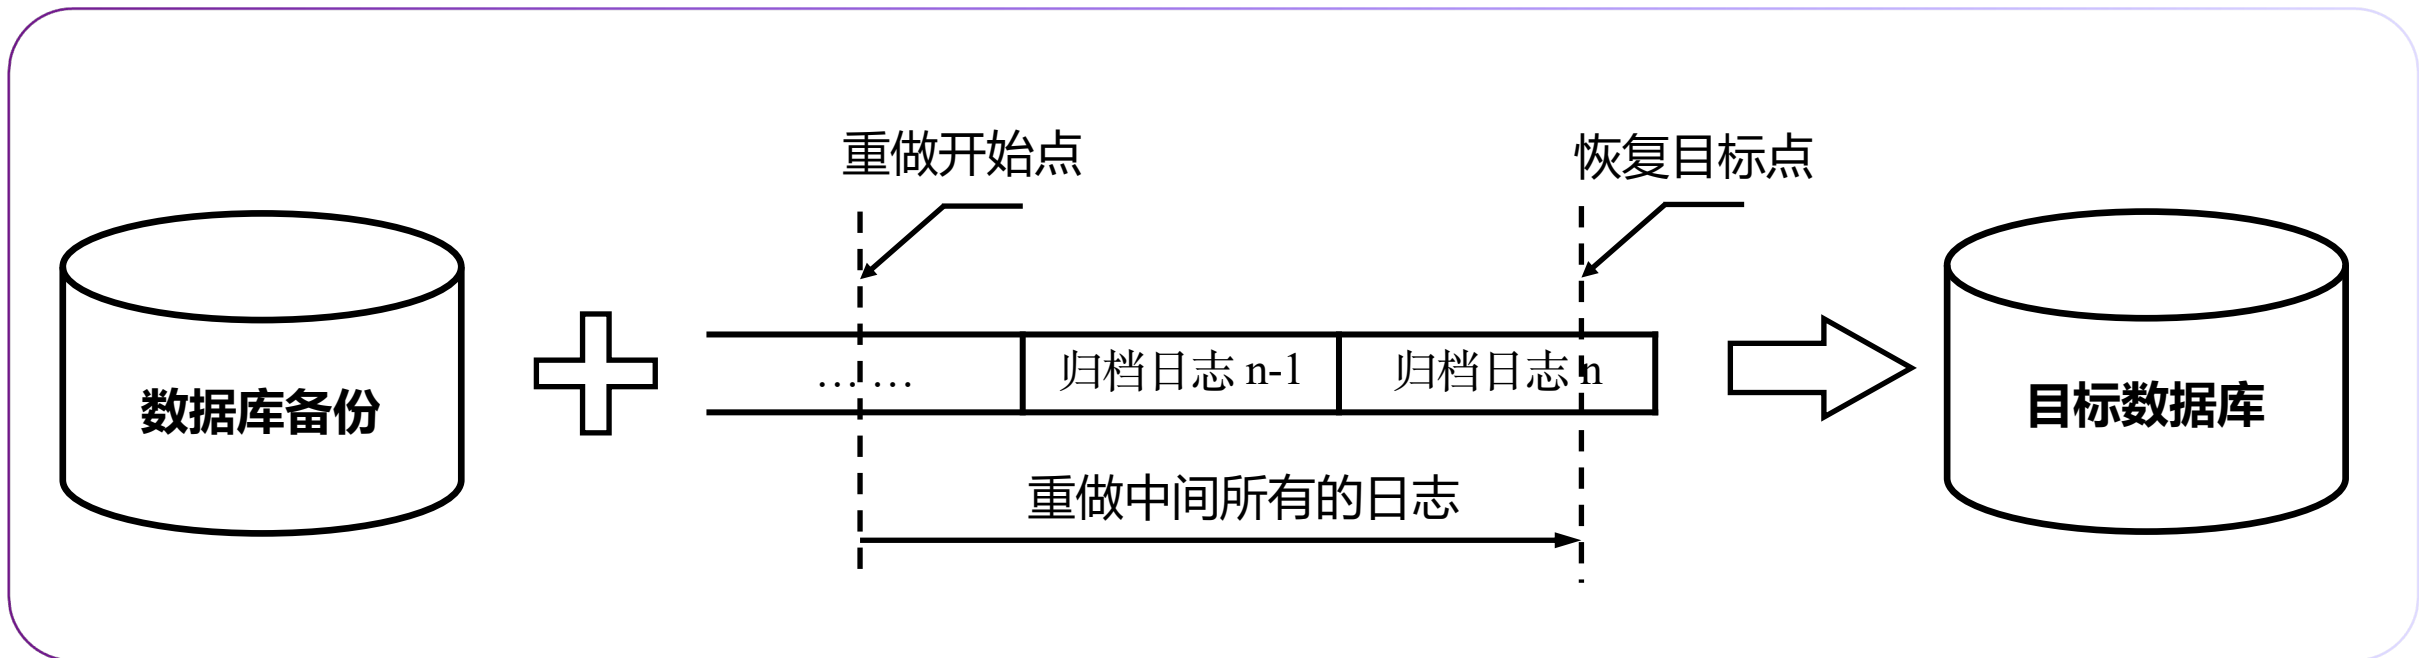 重做开始点
恢复目标点
数据库备份
… …
归档日志 n-1
归档日志 n
目标数据库
重做中间所有的日志